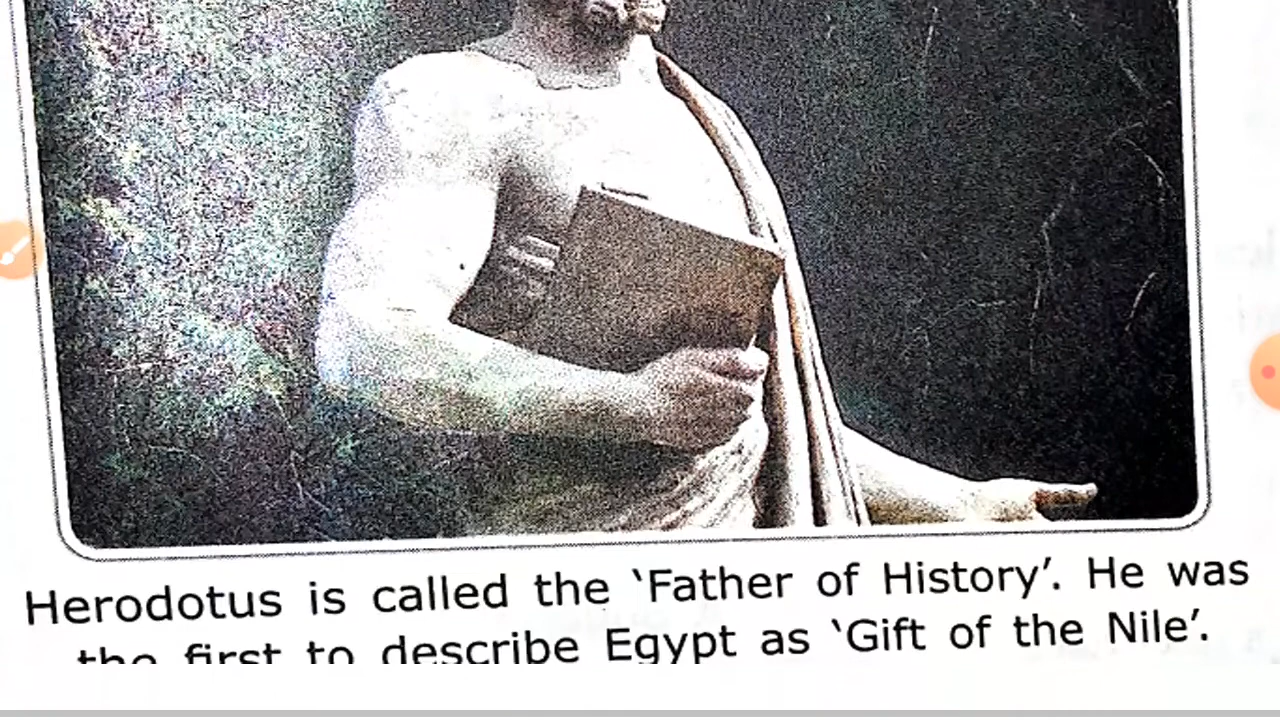 Herodotus is called the ‘Father of History’. He was
the first to describe Egypt as ‘Gift of the Nile’.